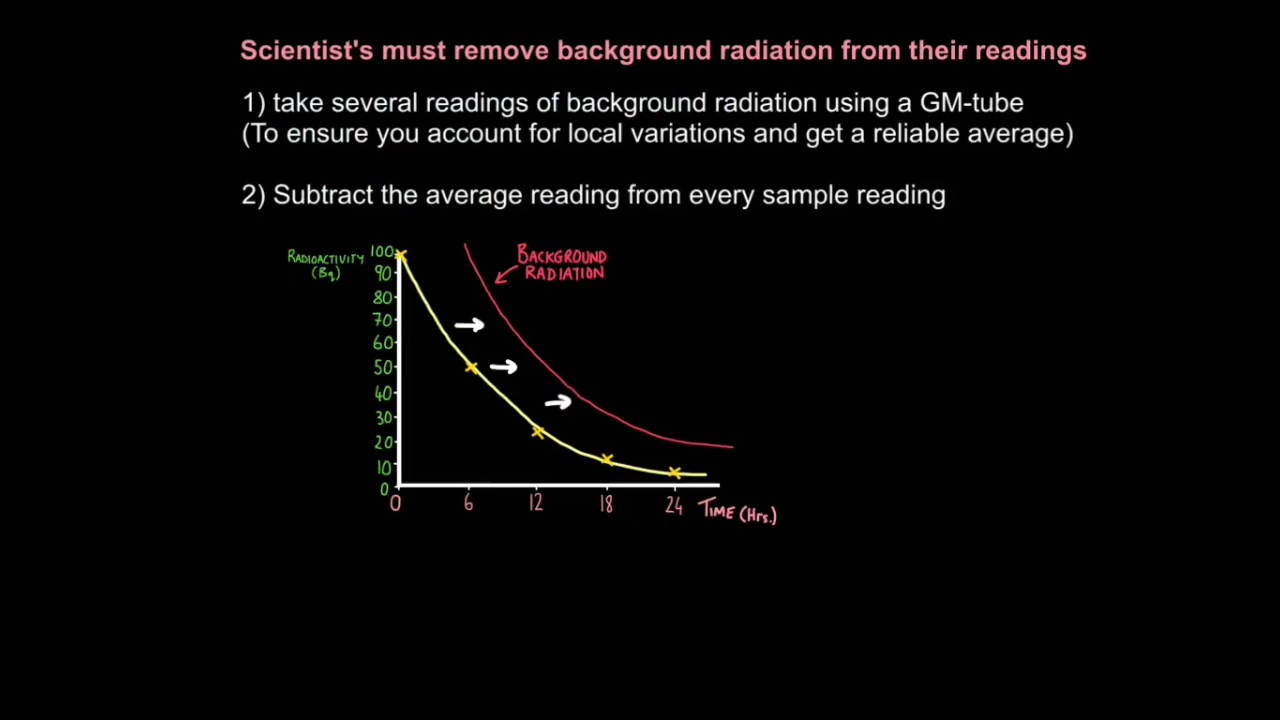 Scientist's must remove background radiation from their readings
1) take several readings of background radiation using a GM-tube
(To ensure you account for local variations and get a reliable average)
2) Subtract the average reading from every sample reading
RADIOACTIVITY
(Bq)
100
90
80
70
60
50
40
30
20
10
0
BACKGROUND
RADIATION
0 6 12 18 24 TIME (Hrs.)